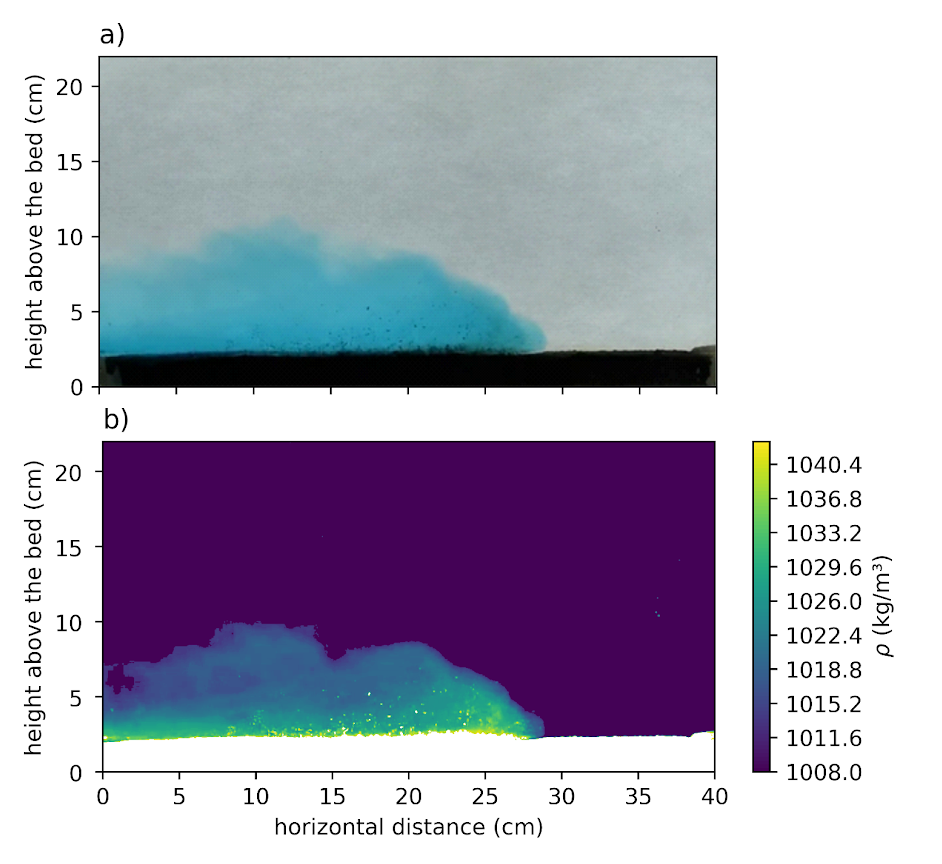 a)
height above the bed (cm)
20
15
10
5
0
b)
height above the bed (cm)
20
15
10
5
0
0 5 10 15 20 25 30 35 40
horizontal distance (cm)
1040.4
1036.8
1033.2
1029.6
1026.0
1022.4
1018.8
1015.2
1011.6
1008.0
ρ (kg/m³)